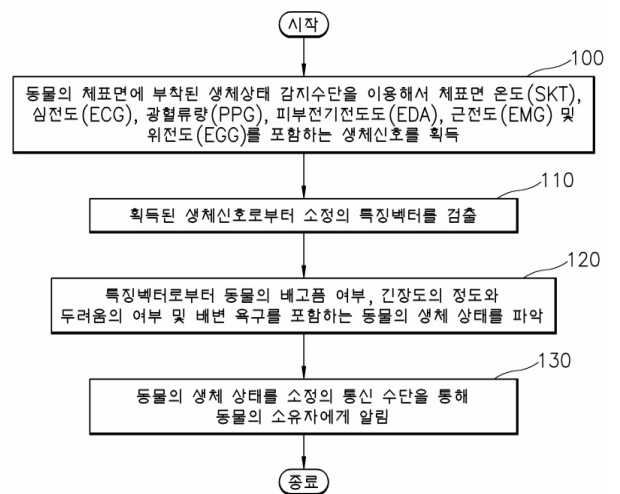 시작
100
동물의 체표면에 부착된 생체상태 감지수단을 이용해서 체표면 온도(SKT),
심전도(ECG), 광혈류량(PPG), 피부전기전도도(EDA), 근전도(EMG) 및
위전도(EGG)를 포함하는 생체신호를 획득
110
획득된 생체신호로부터 소정의 특징벡터를 검출
120
특징벡터로부터 동물의 배고픔 여부, 긴장도의 정도와
두려움의 여부 및 배변 욕구를 포함하는 동물의 생체 상태를 파악
130
동물의 생체 상태를 소정의 통신 수단을 통해
동물의 소유자에게 알림
종료